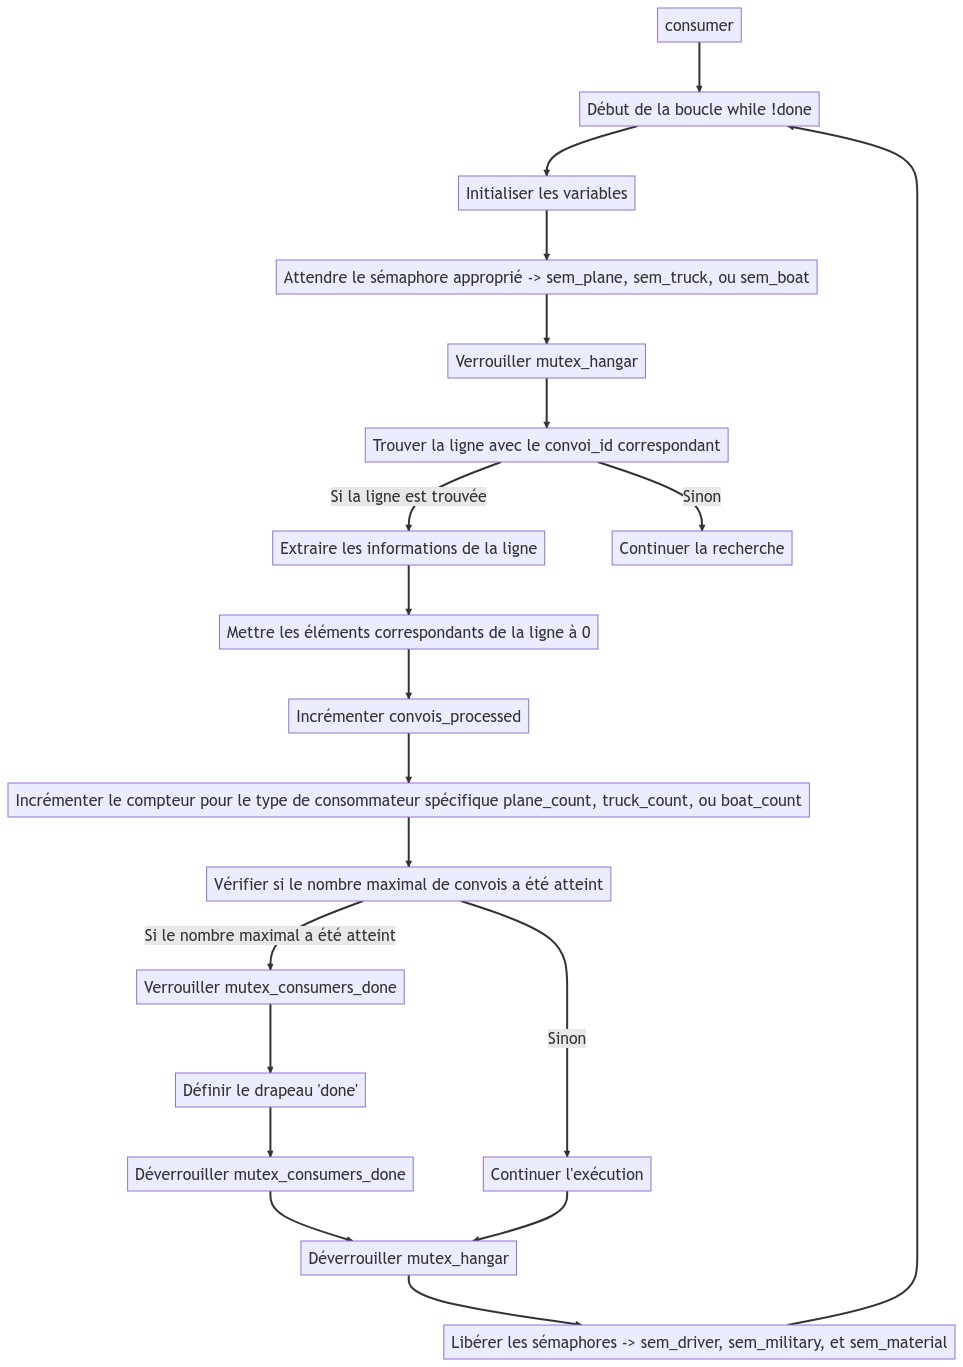 consumer
Début de la boucle while !done
Initialiser les variables
Attendre le sémaphore approprié -> sem_plane, sem_truck, ou sem_boat
Verrouiller mutex_hangar
Trouver la ligne avec le convoi_id correspondant
Si la ligne est trouvée
Sinon
Extraire les informations de la ligne
Continuer la recherche
Mettre les éléments correspondants de la ligne à 0
Incrémenter convois_processed
Incrémenter le compteur pour le type de consommateur spécifique plane_count, truck_count, ou boat_count
Vérifier si le nombre maximal de convois a été atteint
Si le nombre maximal a été atteint
Verrouiller mutex_consumers_done
Sinon
Définir le drapeau 'done'
Déverrouiller mutex_consumers_done
Continuer l'exécution
Déverrouiller mutex_hangar
Libérer les sémaphores -> sem_driver, sem_military, et sem_material